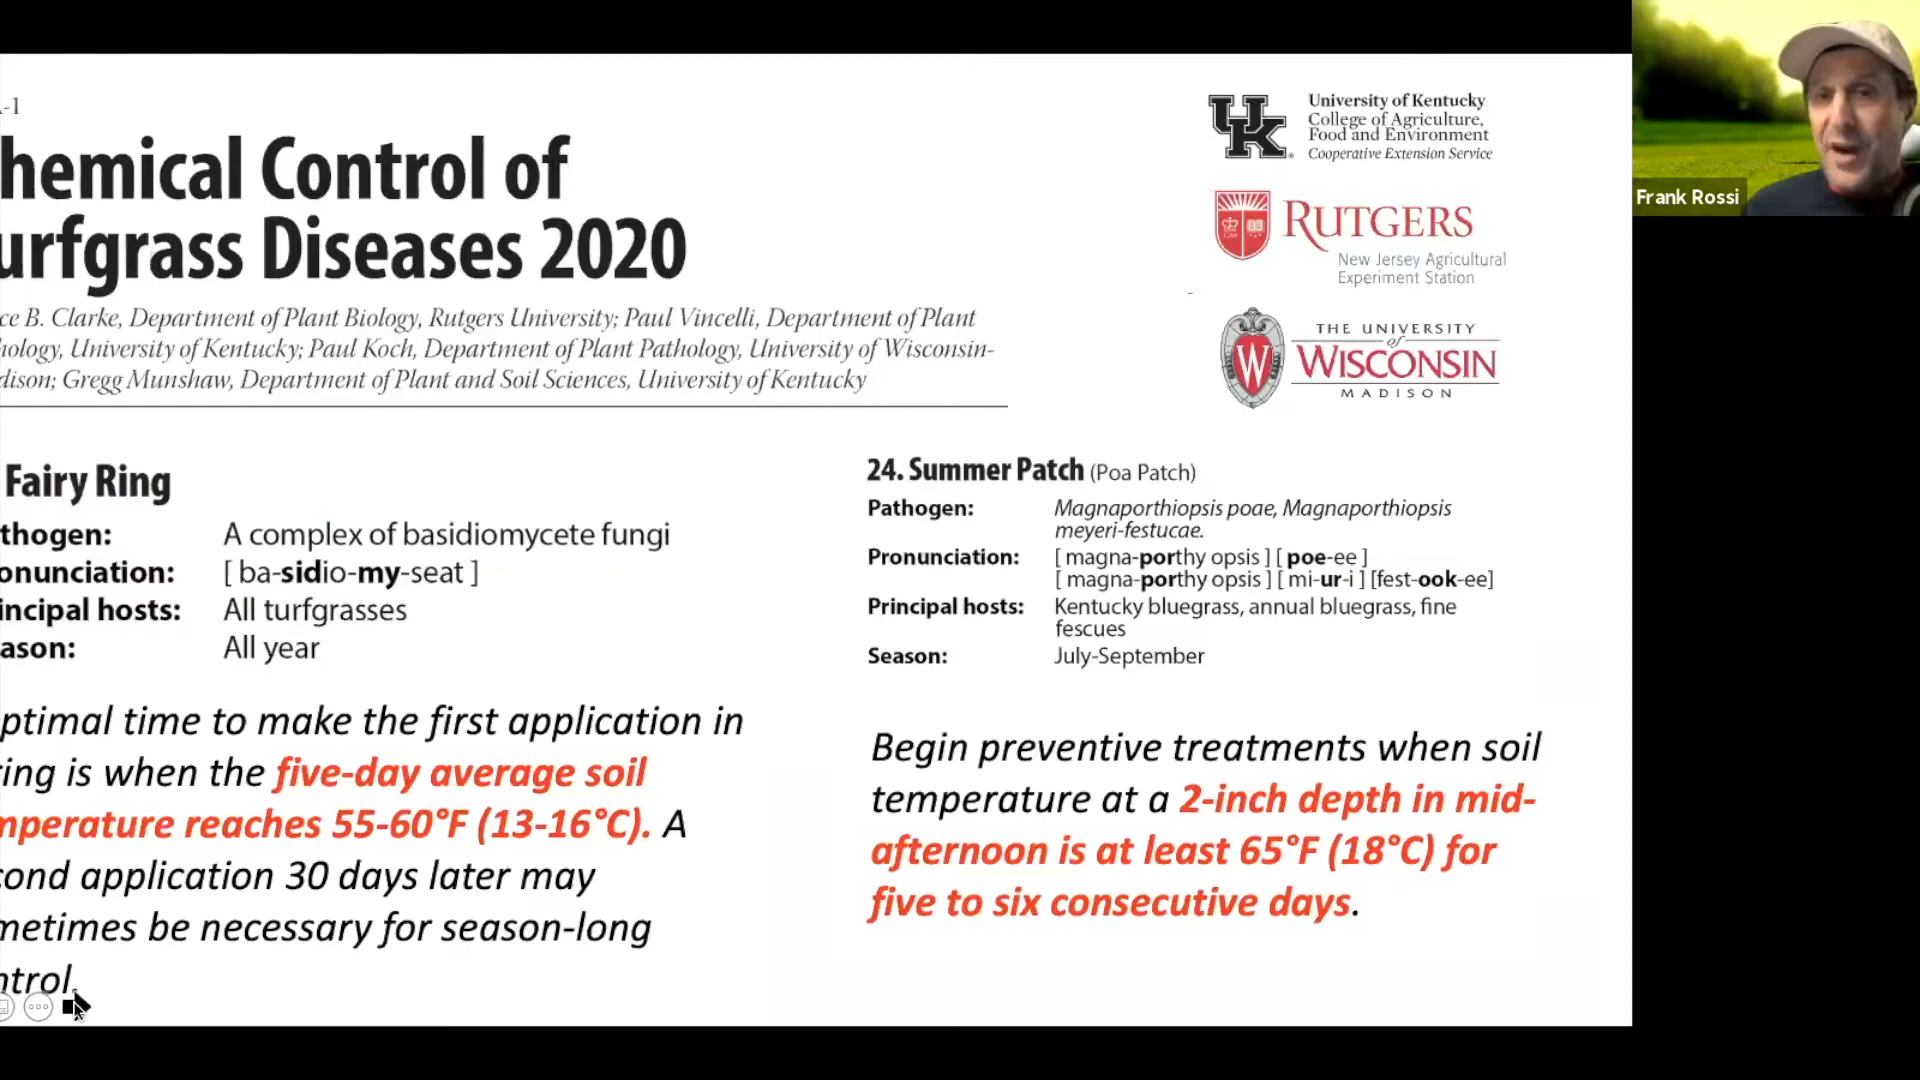 -1
hemical Control of
urfgrass Diseases 2020
ce B. Clarke, Department of Plant Biology, Rutgers University; Paul Vincelli, Department of Plant
hology, University of Kentucky; Paul Koch, Department of Plant Pathology, University of Wisconsin-
dison; Gregg Munshaw, Department of Plant and Soil Sciences, University of Kentucky
UK
University of Kentucky
College of Agriculture,
Food and Environment
Cooperative Extension Service
RUTGERS
New Jersey Agricultural
Experiment Station
W
THE UNIVERSITY
of
WISCONSIN
MADISON
Frank Rossi
Fairy Ring
thogen: A complex of basidiomycete fungi
onunciation: [ ba-sidio-my-seat ]
incipal hosts: All turfgrasses
ason: All year
ptimal time to make the first application in
ring is when the five-day average soil
mperature reaches 55-60°F (13-16°C). A
cond application 30 days later may
metimes be necessary for season-long
ntrol.
24. Summer Patch (Poa Patch)
Pathogen: Magnaporthiopsis poae, Magnaporthiopsis
meyeri-festucae.
Pronunciation: [ magna-porthy opsis ] [ poe-ee ]
[ magna-porthy opsis ] [ mi-ur-i ] [fest-ook-ee]
Principal hosts: Kentucky bluegrass, annual bluegrass, fine
fescues
Season: July-September
Begin preventive treatments when soil
temperature at a 2-inch depth in mid-
afternoon is at least 65°F (18°C) for
five to six consecutive days.